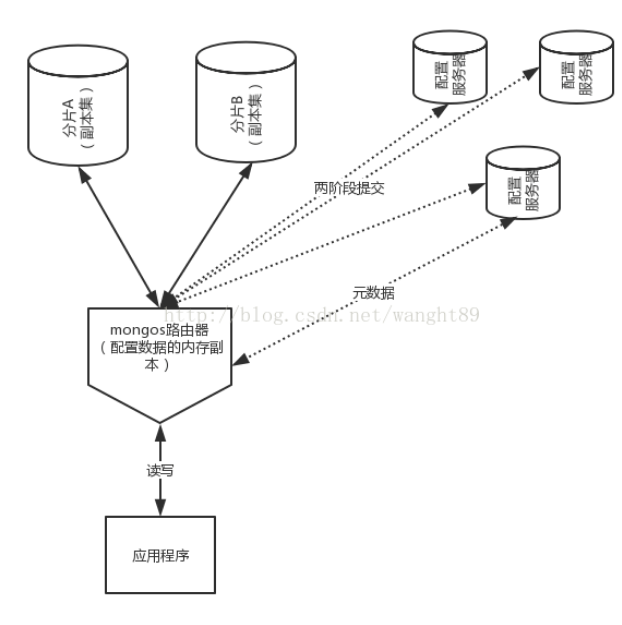 分片A
（副本集）
分片B
（副本集）
配置
服务器
配置
服务器
两阶段提交
配置
服务器
元数据
http://blog.csdn.net/wanght89
mongos路由器
（配置数据的内存副
本）
读写
应用程序